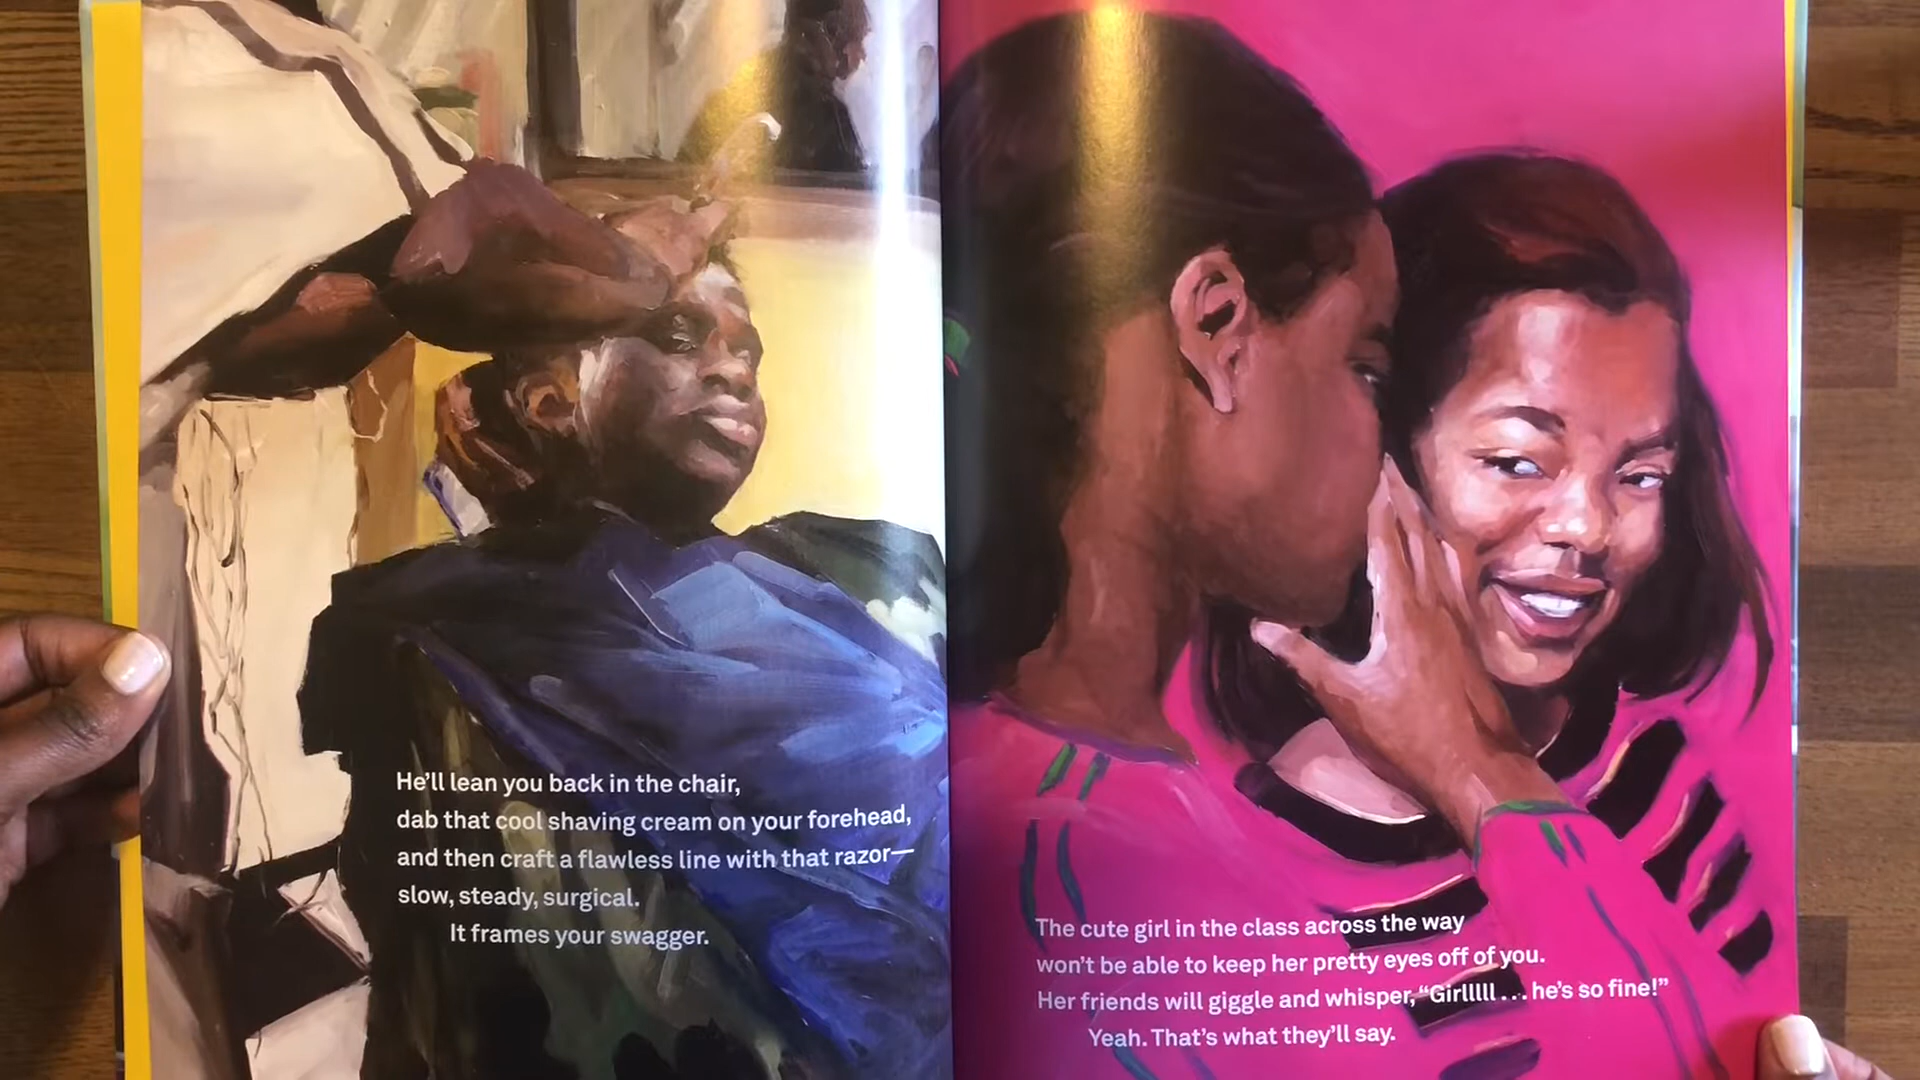 He'll lean you back in the chair,
dab that cool shaving cream on your forehead,
and then craft a flawless line with that razor—
slow, steady, surgical.
It frames your swagger.
The cute girl in the class across the way
won't be able to keep her pretty eyes off of you.
Her friends will giggle and whisper, “Girlllll . . . he's so fine!”
Yeah. That's what they'll say.